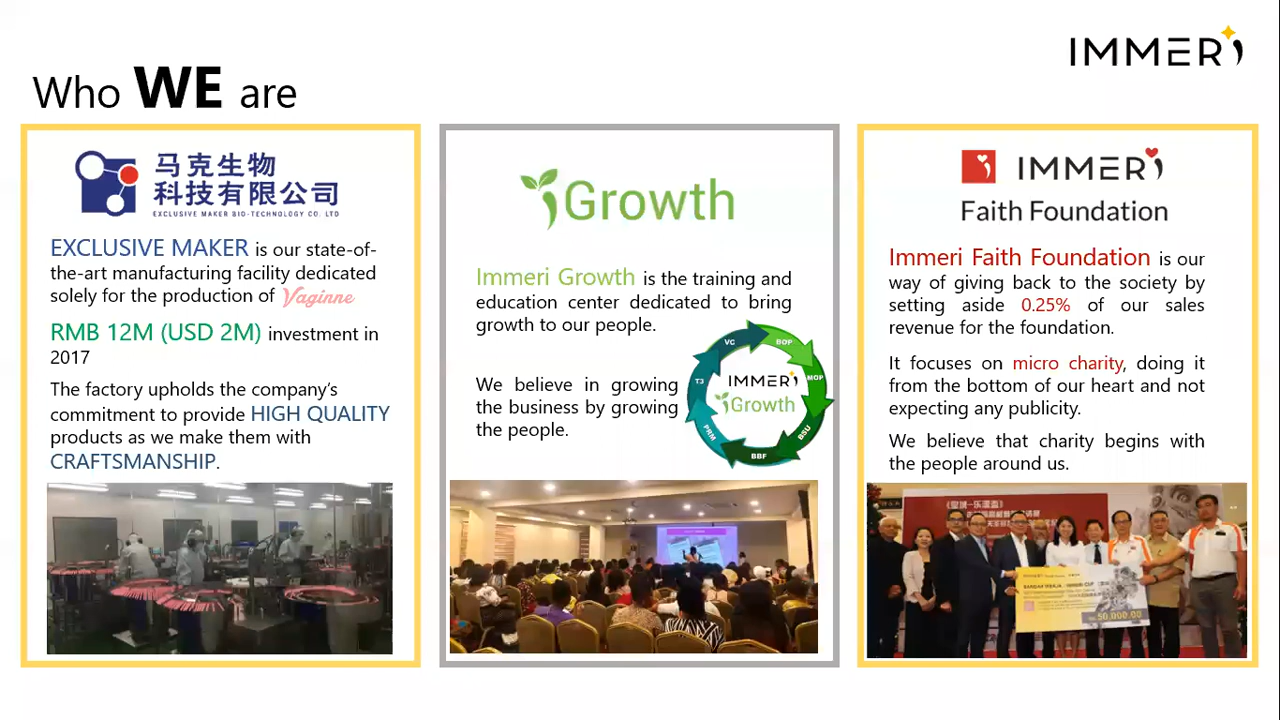 IMMERi
Who WE are
马克生物
科技有限公司
EXCLUSIVE MAKER BIO-TECHNOLOGY CO. LTD
EXCLUSIVE MAKER is our state-of-
the-art manufacturing facility dedicated
solely for the production of Vaginne
RMB 12M (USD 2M) investment in
2017
The factory upholds the company's
commitment to provide HIGH QUALITY
products as we make them with
CRAFTSMANSHIP.
iGrowth
Immeri Growth is the training and
education center dedicated to bring
growth to our people.
We believe in growing
the business by growing
the people.
VC
BOP
T3
MOP
PRM
BSU
BBF
IMMERi
iGrowth
IMMERi
Faith Foundation
Immeri Faith Foundation is our
way of giving back to the society by
setting aside 0.25% of our sales
revenue for the foundation.
It focuses on micro charity, doing it
from the bottom of our heart and not
expecting any publicity.
We believe that charity begins with
the people around us.
50,000.00